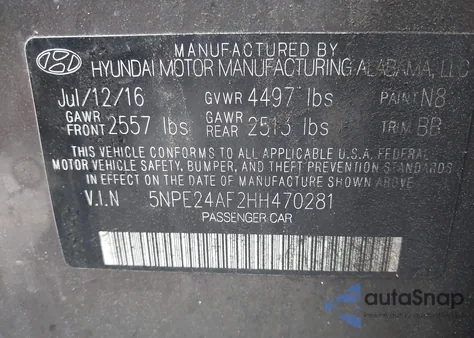 MANUFACTURED BY
HYUNDAI MOTOR MANUFACTURING ALABAMA, LLC
Jul/12/16 GVWR 4497 lbs PAINT N8
GAWR FRONT 2557 lbs GAWR REAR 2513 lbs TRIM BB
THIS VEHICLE CONFORMS TO ALL APPLICABLE U.S.A. FEDERAL
MOTOR VEHICLE SAFETY, BUMPER, AND THEFT PREVENTION STANDARDS
IN EFFECT ON THE DATE OF MANUFACTURE SHOWN ABOVE.
V.I.N 5NPE24AF2HH470281
PASSENGER CAR
autoSnap